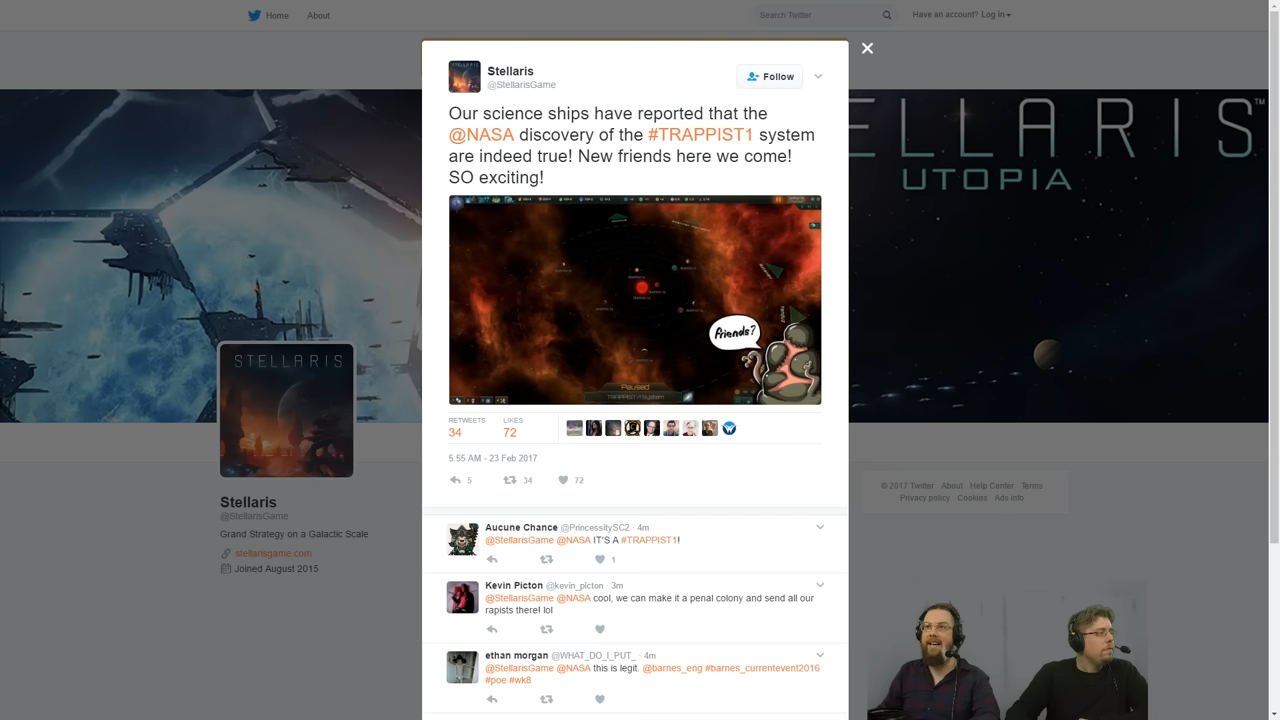 Home
About
Search Twitter
Have an account? Log in
ELLARIS™
UTOPIA
Stellaris
@StellarisGame
Follow
Our science ships have reported that the
@NASA discovery of the #TRAPPIST1 system
are indeed true! New friends here we come!
SO exciting!
Friends?
Paused
TRAPPIST-1 System
RETWEETS
34
LIKES
72
5:55 AM - 23 Feb 2017
5
34
72
STELLARIS
Stellaris
@StellarisGame
Grand Strategy on a Galactic Scale
stellarisgame.com
Joined August 2015
© 2017 Twitter About Help Center Terms
Privacy policy Cookies Ads info
Aucune Chance @PrincessitySC2 · 4m
@StellarisGame @NASA IT'S A #TRAPPIST1!
1
Kevin Picton @kevin_picton · 3m
@StellarisGame @NASA cool, we can make it a penal colony and send all our
rapists there! lol
ethan morgan @WHAT_DO_I_PUT_ · 4m
@StellarisGame @NASA this is legit. @barnes_eng #barnes_currentevent2016
#poe #wk8